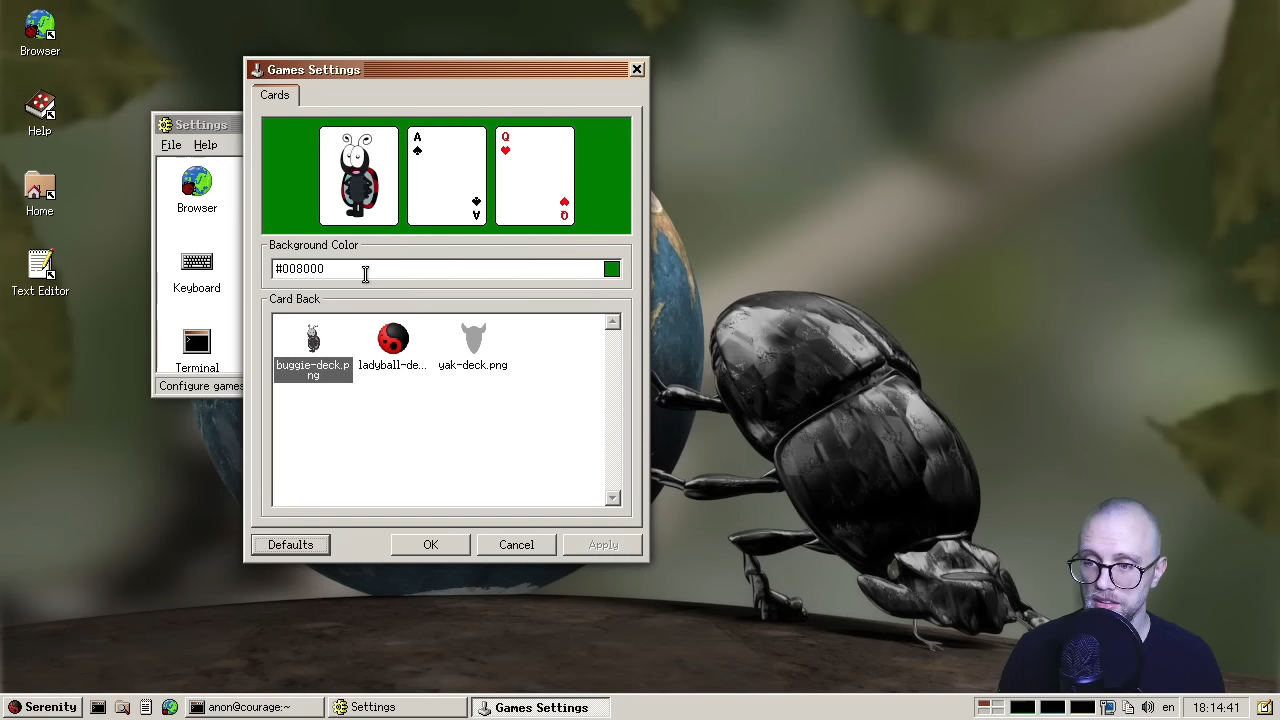 Browser
Help
Home
Text Editor
Settings
File Help
Browser
Keyboard
Terminal
Configure games
Games Settings
Cards
A
A
Q
Q
Background Color
#008000
Card Back
buggie-deck.p
ng
ladyball-de...
yak-deck.png
Defaults
OK
Cancel
Apply
Serenity
anon@courage:~
Settings
Games Settings
en
18:14:41